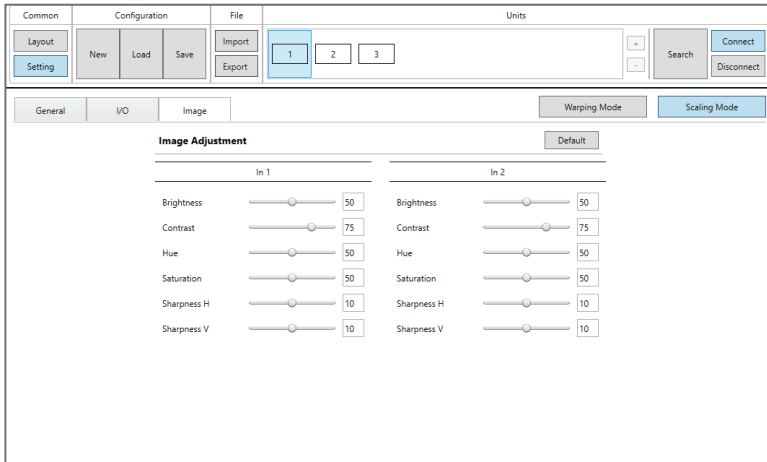 Common Configuration File Units
Layout New Load Save Import 1 2 3 + Search Connect
Setting Export - Disconnect
General I/O Image Warping Mode Scaling Mode
Image Adjustment Default
In 1 In 2
Brightness 50 Brightness 50
Contrast 75 Contrast 75
Hue 50 Hue 50
Saturation 50 Saturation 50
Sharpness H 10 Sharpness H 10
Sharpness V 10 Sharpness V 10